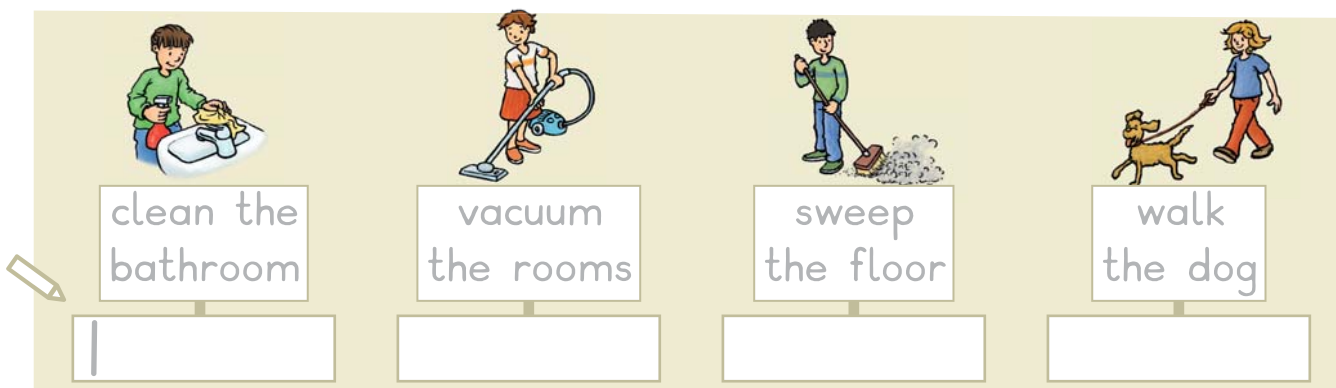 clean the
bathroom
vacuum
the rooms
sweep
the floor
walk
the dog